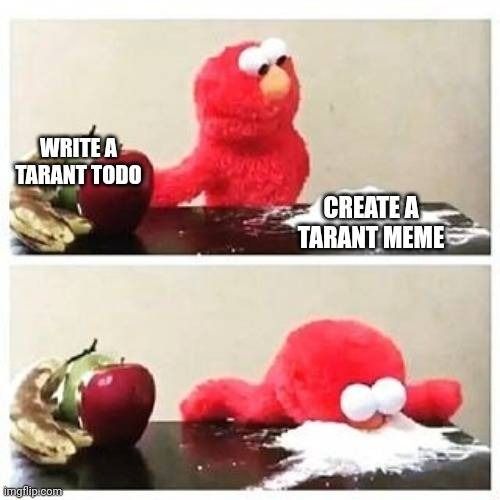 WRITE A
TARANT TODO
CREATE A
TARANT MEME
imgflip.com